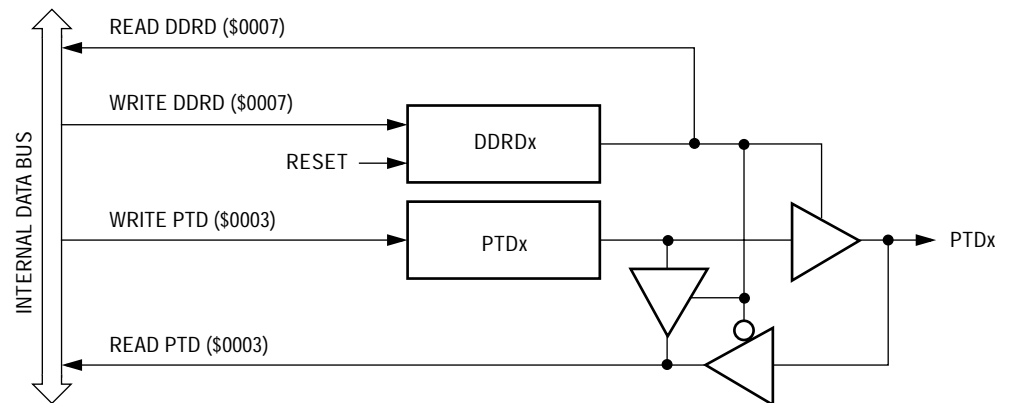 READ DDRD ($0007)
WRITE DDRD ($0007)
DDRDx
RESET
WRITE PTD ($0003)
PTDx
PTDx
READ PTD ($0003)
INTERNAL DATA BUS